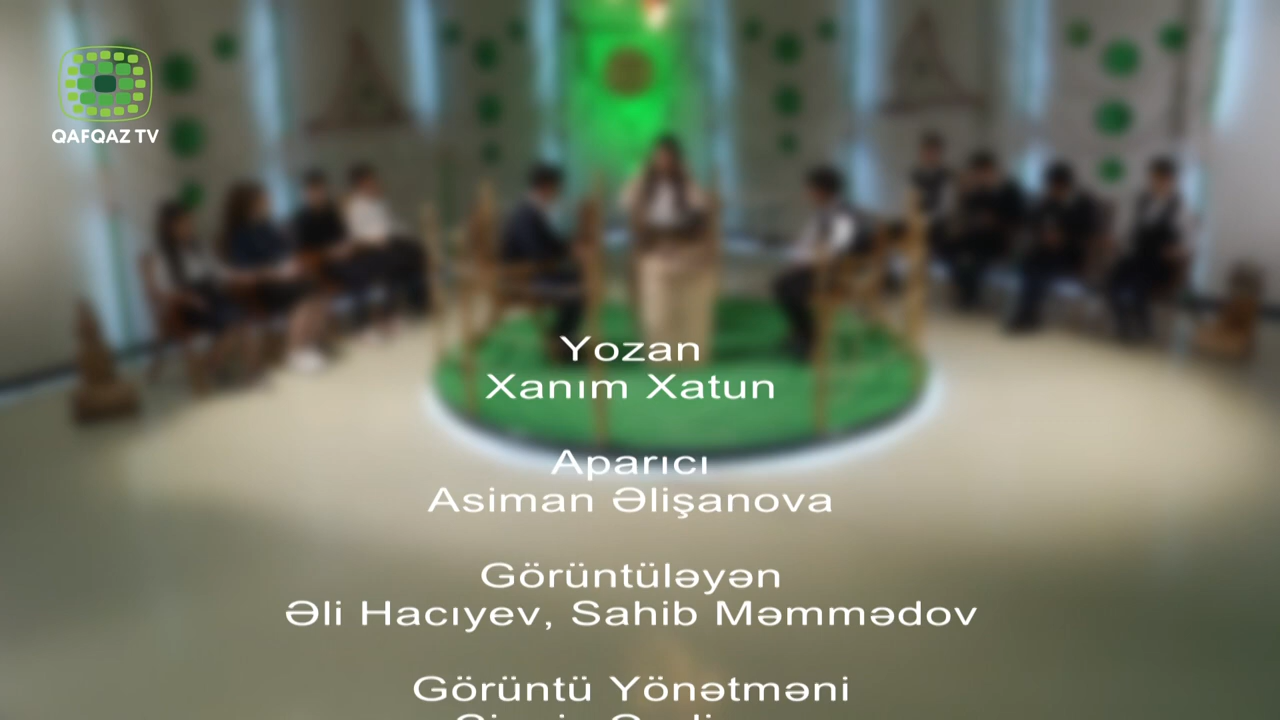 QAFQAZ TV
Yozan
Xanım Xatun
Aparıcı
Asiman Əlişanova
Görüntüləyən
Əli Hacıyev, Sahib Məmmədov
Görüntü Yönətməni